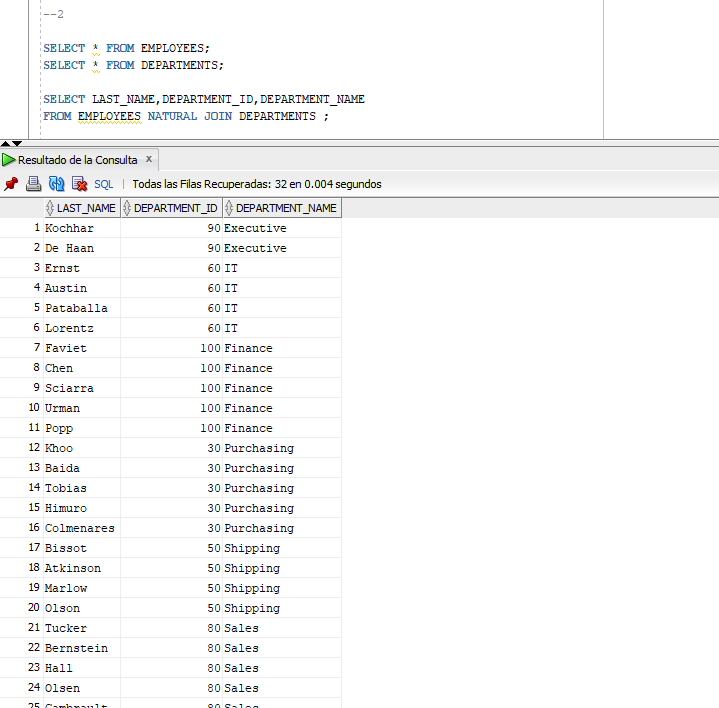 --2
SELECT * FROM EMPLOYEES;
SELECT * FROM DEPARTMENTS;
SELECT LAST_NAME,DEPARTMENT_ID,DEPARTMENT_NAME
FROM EMPLOYEES NATURAL JOIN DEPARTMENTS ;
Resultado de la Consulta x
SQL | Todas las Filas Recuperadas: 32 en 0.004 segundos
LAST_NAME DEPARTMENT_ID DEPARTMENT_NAME
1 Kochhar 90 Executive
2 De Haan 90 Executive
3 Ernst 60 IT
4 Austin 60 IT
5 Pataballa 60 IT
6 Lorentz 60 IT
7 Faviet 100 Finance
8 Chen 100 Finance
9 Sciarra 100 Finance
10 Urman 100 Finance
11 Popp 100 Finance
12 Khoo 30 Purchasing
13 Baida 30 Purchasing
14 Tobias 30 Purchasing
15 Himuro 30 Purchasing
16 Colmenares 30 Purchasing
17 Bissot 50 Shipping
18 Atkinson 50 Shipping
19 Marlow 50 Shipping
20 Olson 50 Shipping
21 Tucker 80 Sales
22 Bernstein 80 Sales
23 Hall 80 Sales
24 Olsen 80 Sales
25 Cambrault 80 Sales